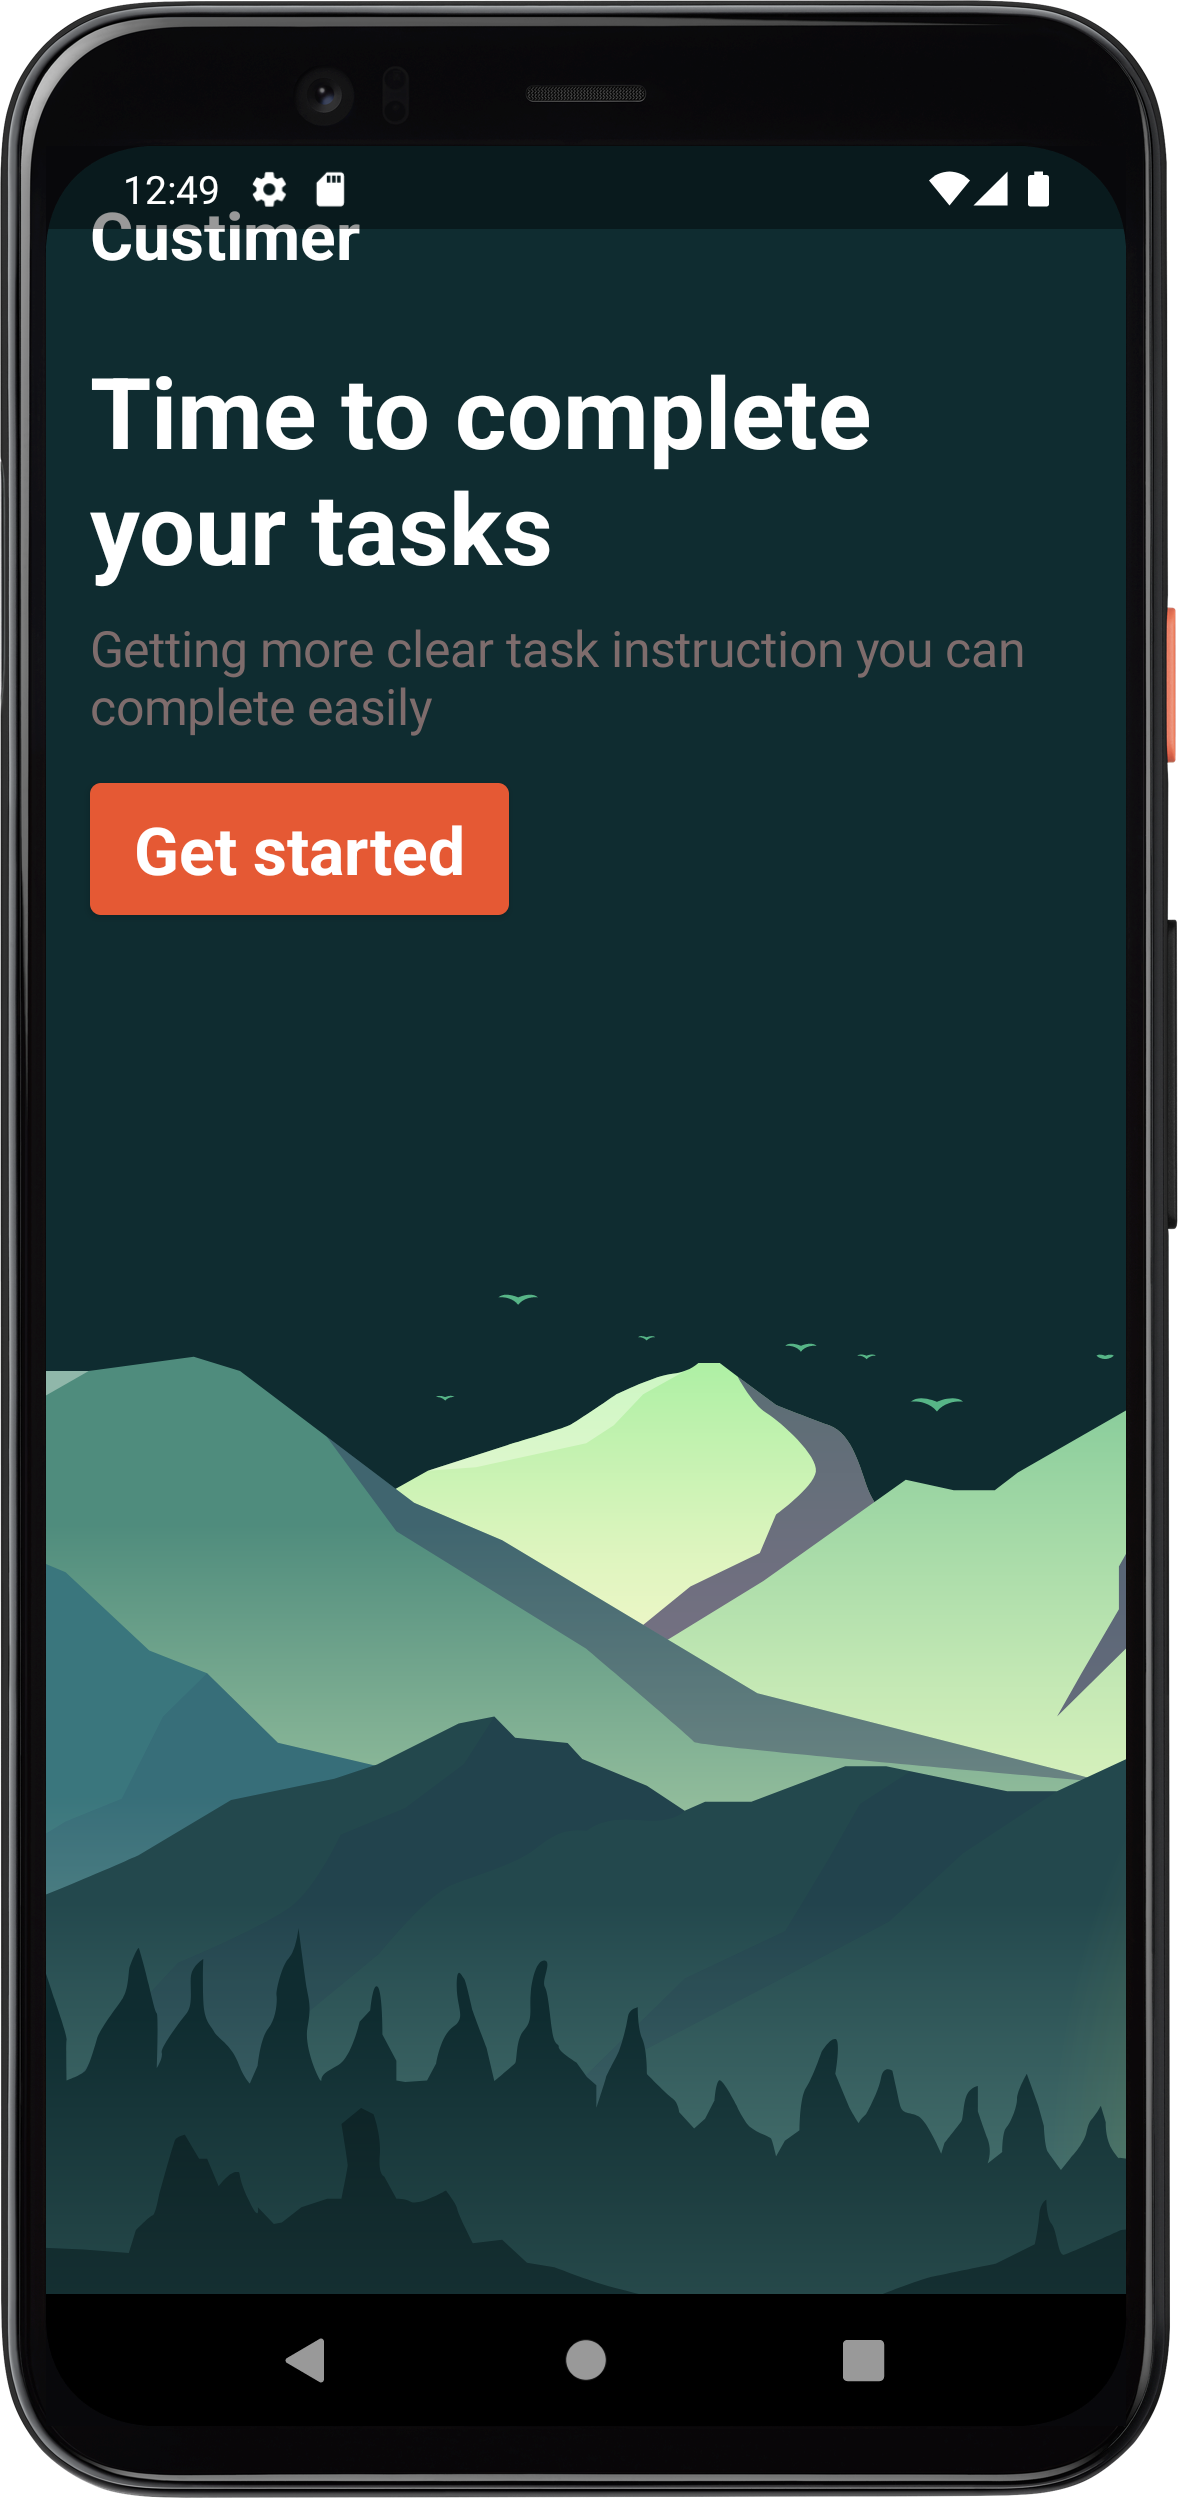 12:49
Custimer
Time to complete
your tasks
Getting more clear task instruction you can
complete easily
Get started